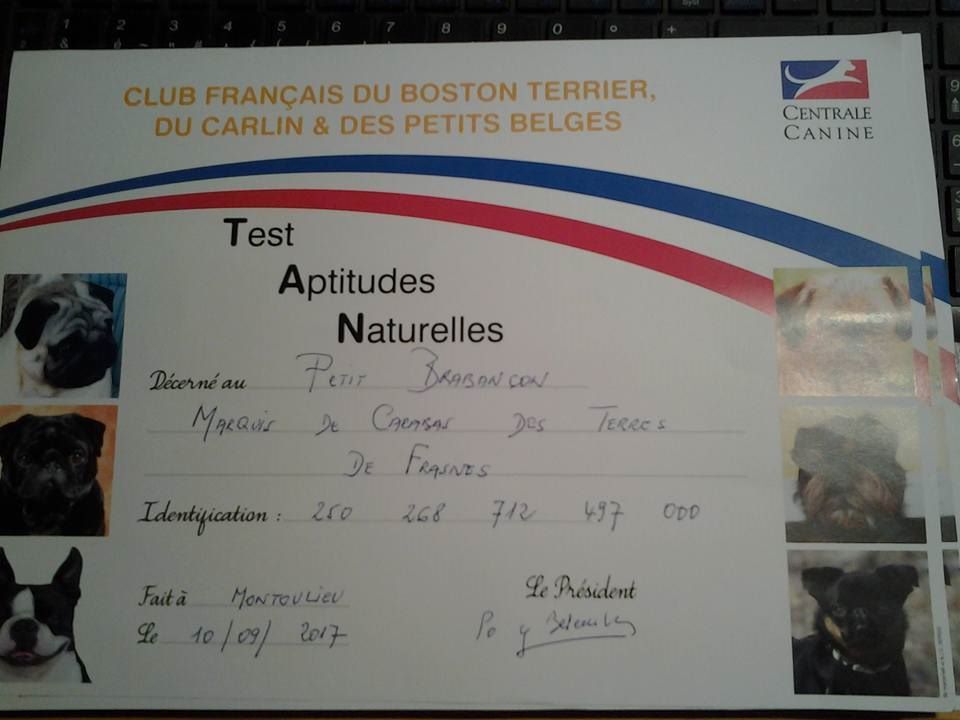 CLUB FRANÇAIS DU BOSTON TERRIER,
DU CARLIN & DES PETITS BELGES
CENTRALE
CANINE
Test
Aptitudes
Naturelles
Décerné au PETIT BRABANÇON
MARQUIS DE CARABAS DES TERRES
DE FRASNES
Identification : 250 268 712 497 000
Fait à MONTOULIEU
Le 10/09/2017
Le Président
Po